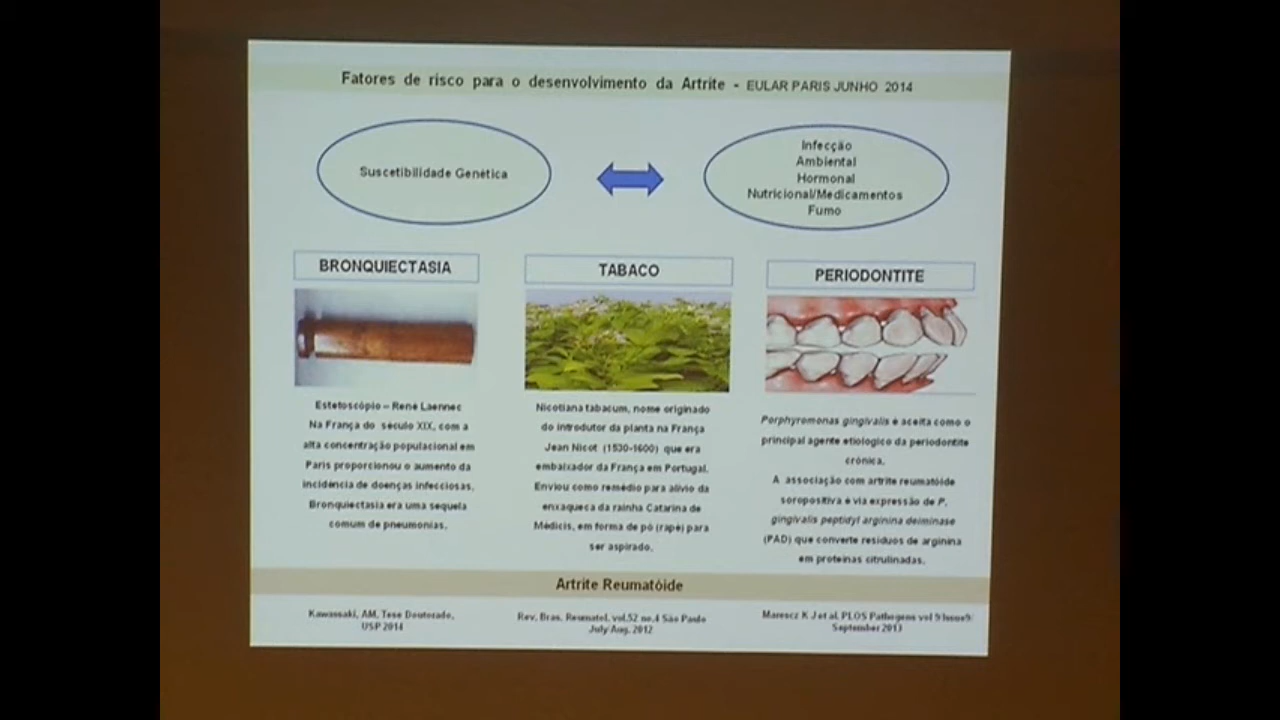 Fatores de risco para o desenvolvimento da Artrite - EULAR PARIS JUNHO 2014
Suscetibilidade Genética
Infecção
Ambiental
Hormonal
Nutricional/Medicamentos
Fumo
BRONQUIECTASIA
Estetoscópio – René Laennec
Na França do século XIX, com a
alta concentração populacional em
Paris proporcionou o aumento da
incidência de doenças infecciosas.
Bronquiectasia era uma sequela
comum de pneumonias.
TABACO
Nicotiana tabacum, nome originado
do introdutor da planta na França
Jean Nicot (1530-1600) que era
embaixador da França em Portugal.
Enviou como remédio para alívio da
enxaqueca da rainha Catarina de
Médicis, em forma de pó (rapé) para
ser aspirado.
PERIODONTITE
Porphyromonas gingivalis é aceita como o
principal agente etiologico da periodontite
crónica.
A associação com artrite reumatóide
soropositiva é via expressão de P.
gingivalis peptidyl arginina deiminase
(PAD) que converte resíduos de arginina
em proteínas citrulinadas.
Artrite Reumatóide
Kawassaki, AM, Tese Doutorado,
USP 2014
Rev. Bras. Reumatol. vol.52 no.4 São Paulo
July/Aug. 2012
K J et al, PLOS Pathogens vol 9
September 2013